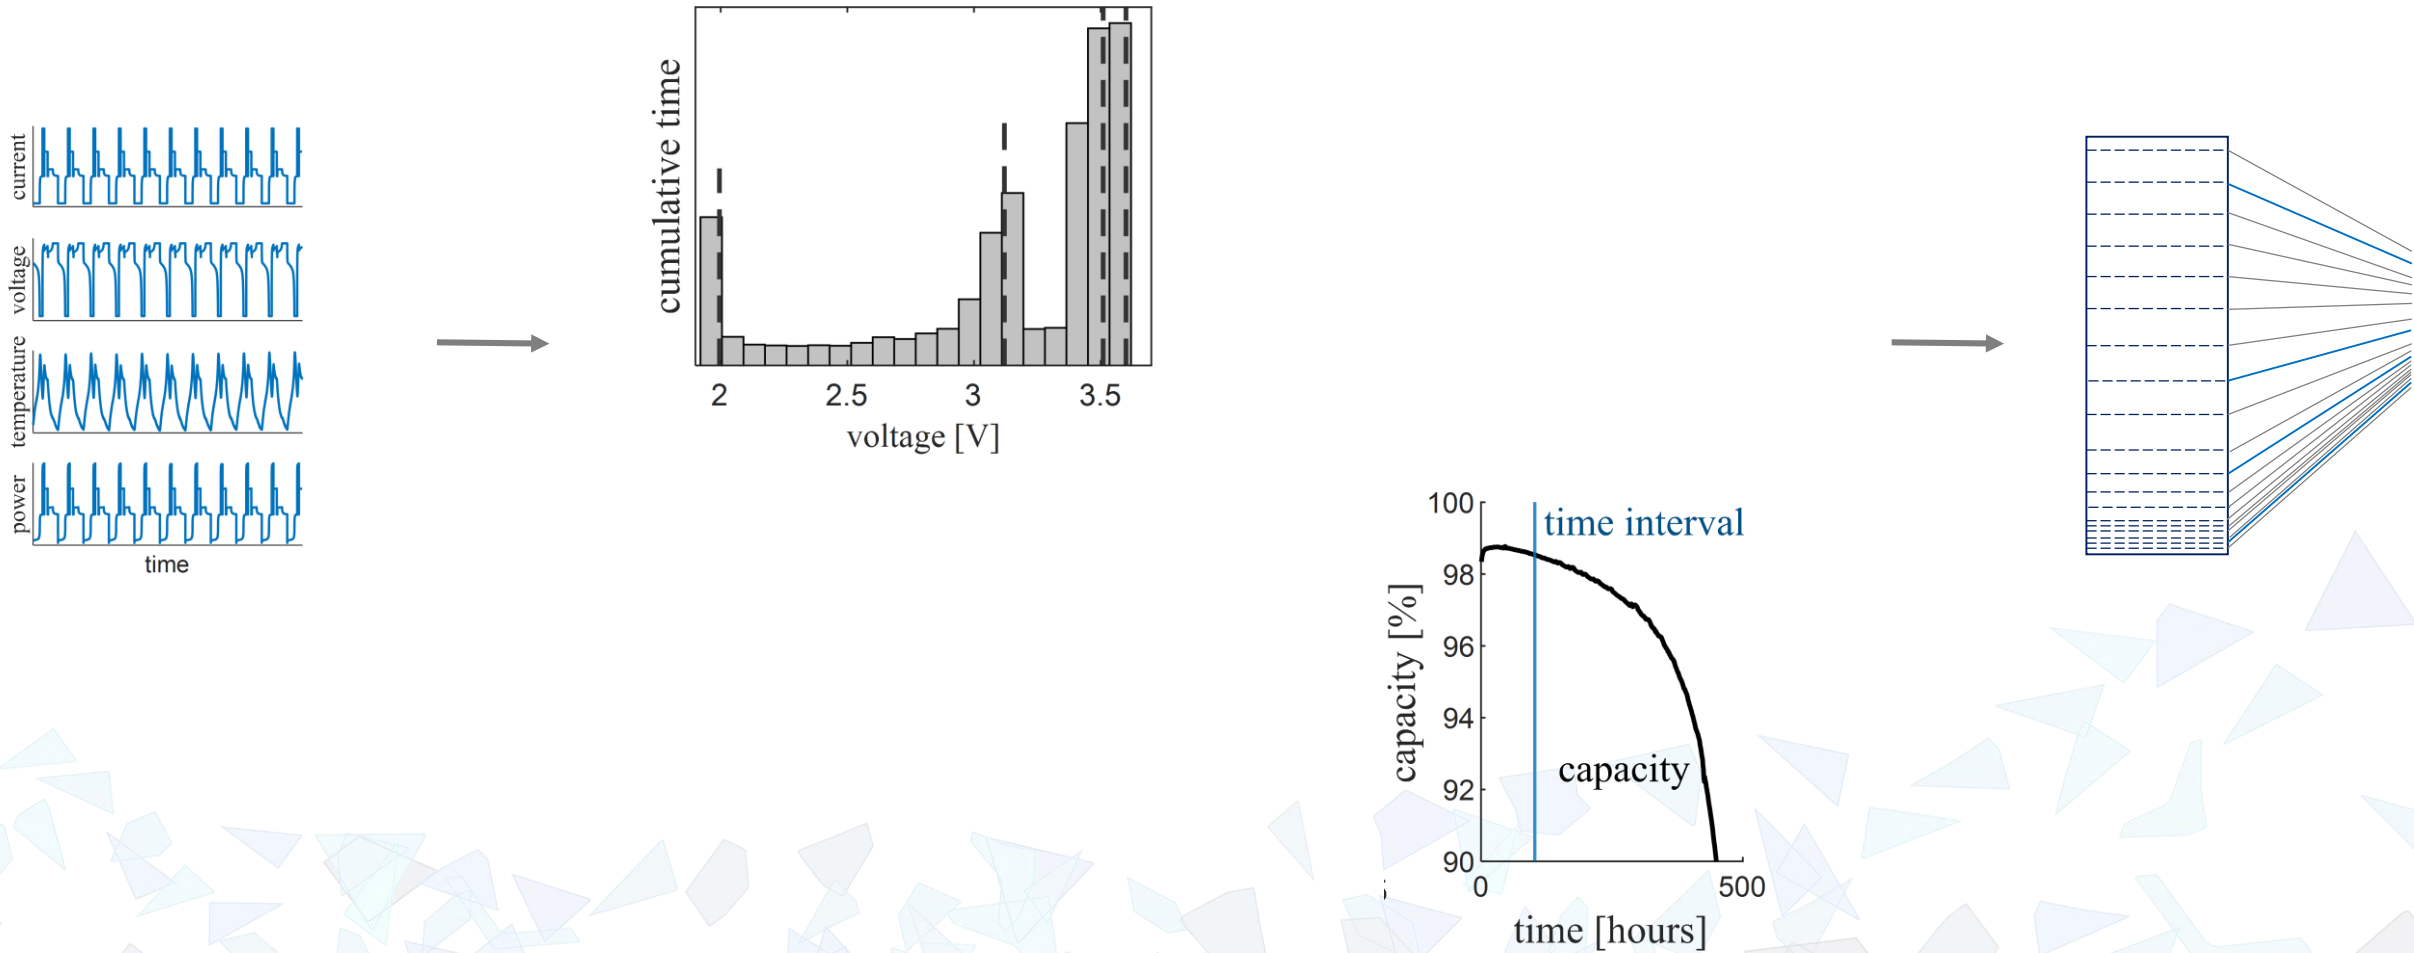 current
voltage
temperature
power
time
cumulative time
2
2.5
3
3.5
voltage [V]
100
98
96
94
92
90
capacity [%]
time interval
capacity
0
500
time [hours]